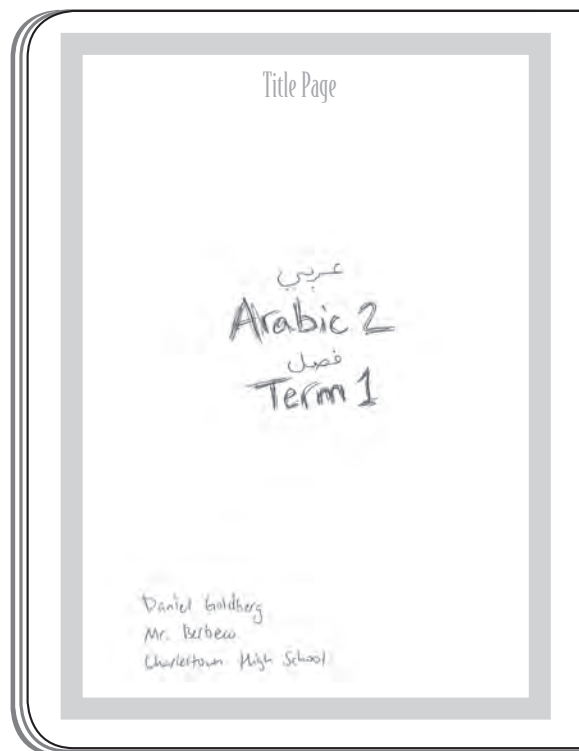 Title Page
عربي
Arabic 2
فصل
Term 1
Daniel Goldberg
Mr. Berbeco
Charlestown High School